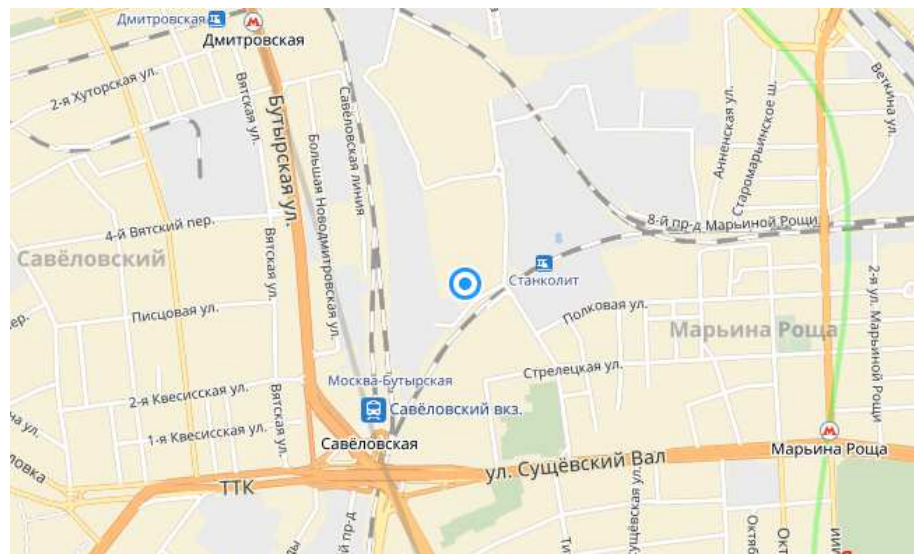 Дмитровская
Дмитровская
2-я Хуторская ул.
Вятская ул.
Бутырская ул.
Савёловская линия
Большая Новодмитровская ул.
Анненская ул.
Старомарьинское ш.
Веткина ул.
8-й пр-д Марьиной Рощи
4-й Вятский пер.
Савёловский
Вятская ул.
Станколит
2-я ул. Марьиной Рощи
Писцовая ул.
Полковая ул.
Марьина Роща
пер.
Стрелецкая ул.
Москва-Бутырская
2-я Квесисская ул.
Вятская ул.
Савёловский вкз.
1-я Квесисская ул.
Савёловская
Марьина Роща
ул. Сущёвский Вал
ТТК